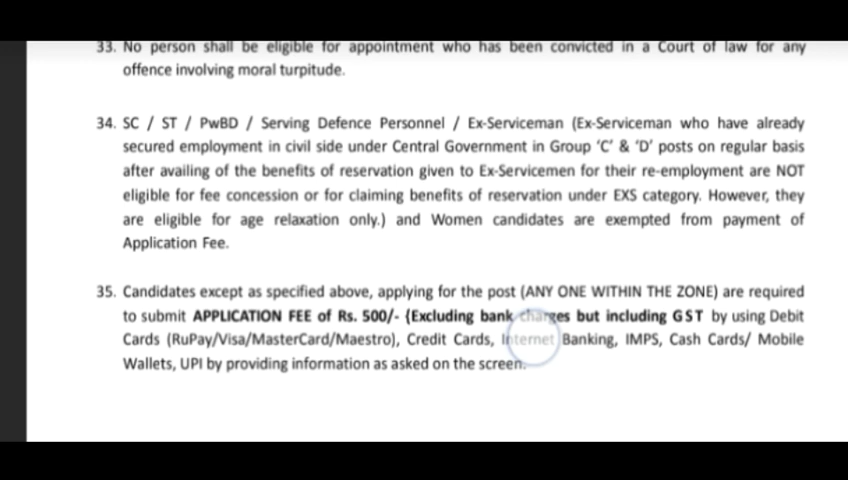 33. No person shall be eligible for appointment who has been convicted in a Court of law for any
offence involving moral turpitude.
34. SC / ST / PwBD / Serving Defence Personnel / Ex-Serviceman (Ex-Serviceman who have already
secured employment in civil side under Central Government in Group ‘C’ & ‘D’ posts on regular basis
after availing of the benefits of reservation given to Ex-Servicemen for their re-employment are NOT
eligible for fee concession or for claiming benefits of reservation under EXS category. However, they
are eligible for age relaxation only.) and Women candidates are exempted from payment of
Application Fee.
35. Candidates except as specified above, applying for the post (ANY ONE WITHIN THE ZONE) are required
to submit APPLICATION FEE of Rs. 500/- (Excluding bank charges but including GST by using Debit
Cards (RuPay/Visa/MasterCard/Maestro), Credit Cards, Internet Banking, IMPS, Cash Cards/ Mobile
Wallets, UPI by providing information as asked on the screen.